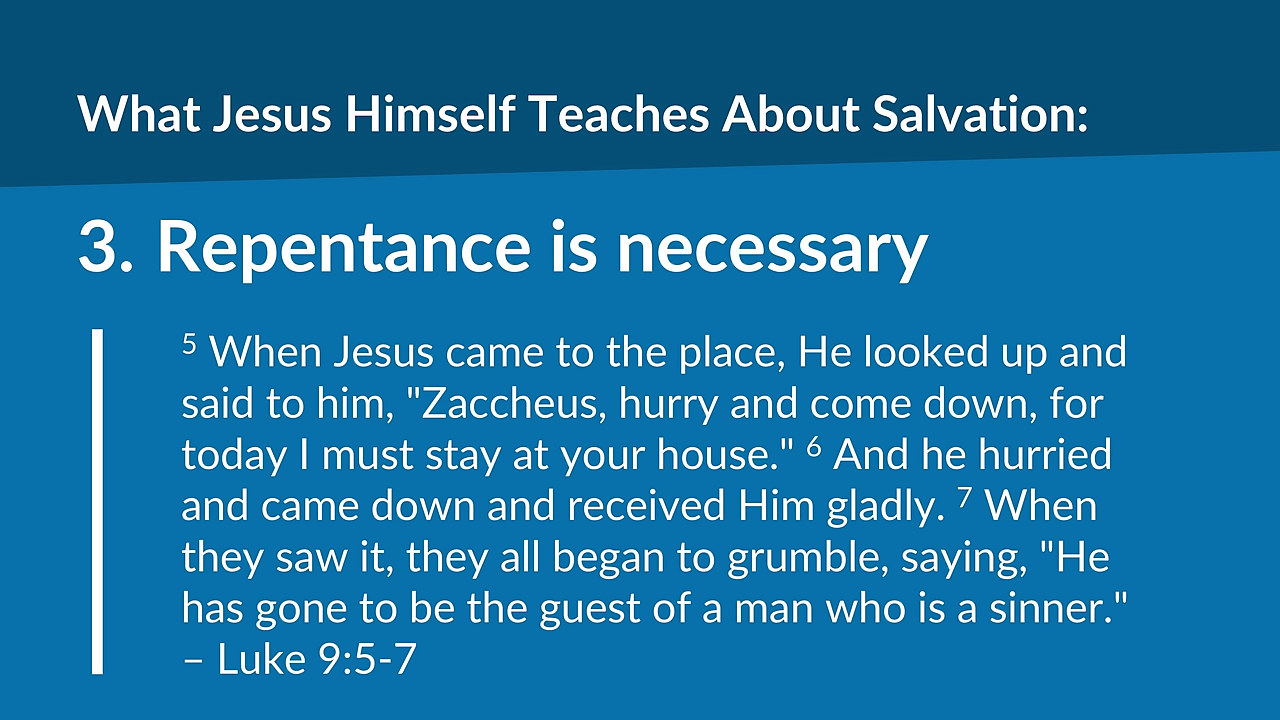 What Jesus Himself Teaches About Salvation:
3. Repentance is necessary
5 When Jesus came to the place, He looked up and
said to him, "Zaccheus, hurry and come down, for
today I must stay at your house." 6 And he hurried
and came down and received Him gladly. 7 When
they saw it, they all began to grumble, saying, "He
has gone to be the guest of a man who is a sinner."
– Luke 9:5-7